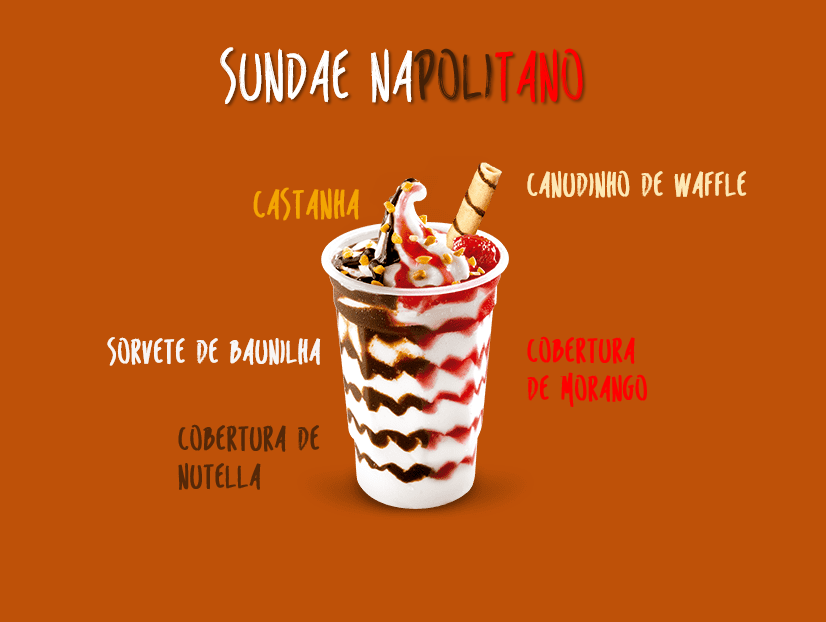 SUNDAE NAPOLITANO
CASTANHA
CANUDINHO DE WAFFLE
SORVETE DE BAUNILHA
COBERTURA
DE MORANGO
COBERTURA DE
NUTELLA